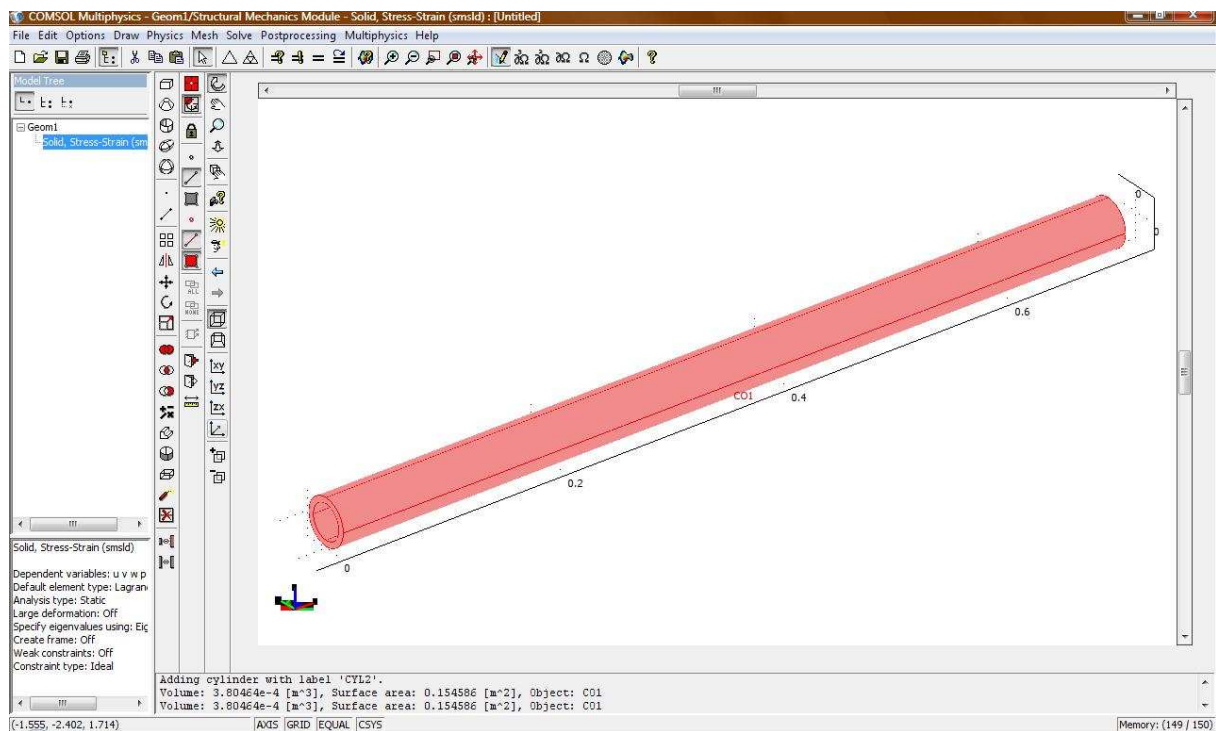 COMSOL Multiphysics - Geom1/Structural Mechanics Module - Solid, Stress-Strain (smsld) : [Untitled]
File Edit Options Draw Physics Mesh Solve Postprocessing Multiphysics Help
Model Tree
Geom1
Solid, Stress-Strain (sm
ALL
NONE
xy
yz
zx
0
0
0.6
CO1
0.4
0.2
0
Solid, Stress-Strain (smsld)
Dependent variables: u v w p
Default element type: Lagran
Analysis type: Static
Large deformation: Off
Specify eigenvalues using: Eig
Create frame: Off
Weak constraints: Off
Constraint type: Ideal
Adding cylinder with label 'CYL2'.
Volume: 3.80464e-4 [m^3], Surface area: 0.154586 [m^2], Object: CO1
Volume: 3.80464e-4 [m^3], Surface area: 0.154586 [m^2], Object: CO1
(-1.555, -2.402, 1.714) AXIS GRID EQUAL CSYS Memory: (149 / 150)